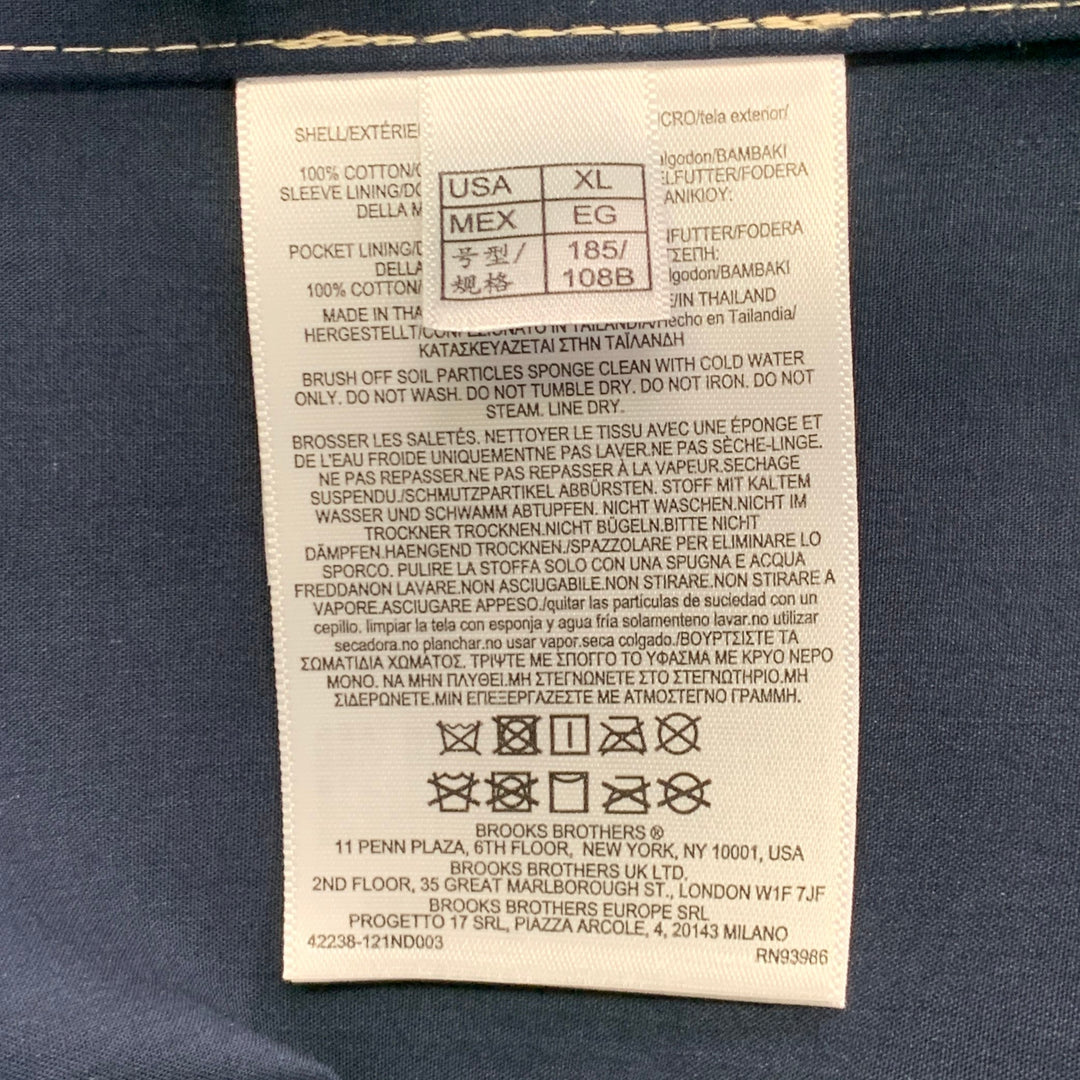 SHELL/EXTÉRIE CRO/tela exterior/
100% COTTON/ lgodon/BAMBAKI
SLEEVE LINING/DO LFUTTER/FODERA
DELLA M ANIKIOY:
POCKET LINING/D FUTTER/FODERA
DELLA ΤΣΕΠΗ:
100% COTTON/ lgodon/BAMBAKI
USA XL
MEX EG
号型/ 185/
規格 108B
MADE IN THA /IN THAILAND
HERGESTELLT/CONFEZIONATO IN TAILANDIA/Hecho en Tailandia/
ΚΑΤΑΣΚΕΥΑΖΕΤΑΙ ΣΤΗΝ ΤΑΪΛΑΝΔΗ
BRUSH OFF SOIL PARTICLES SPONGE CLEAN WITH COLD WATER
ONLY. DO NOT WASH. DO NOT TUMBLE DRY. DO NOT IRON. DO NOT
STEAM. LINE DRY.
BROSSER LES SALETÉS. NETTOYER LE TISSU AVEC UNE ÉPONGE ET
DE L'EAU FROIDE UNIQUEMENTNE PAS LAVER.NE PAS SÈCHE-LINGE.
NE PAS REPASSER.NE PAS REPASSER À LA VAPEUR.SECHAGE
SUSPENDU./SCHMUTZPARTIKEL ABBÜRSTEN. STOFF MIT KALTEM
WASSER UND SCHWAMM ABTUPFEN. NICHT WASCHEN.NICHT IM
TROCKNER TROCKNEN.NICHT BÜGELN.BITTE NICHT
DÄMPFEN.HAENGEND TROCKNEN./SPAZZOLARE PER ELIMINARE LO
SPORCO. PULIRE LA STOFFA SOLO CON UNA SPUGNA E ACQUA
FREDDANON LAVARE.NON ASCIUGABILE.NON STIRARE.NON STIRARE A
VAPORE.ASCIUGARE APPESO./quitar las particulas de suciedad con un
cepillo. limpiar la tela con esponja y agua fría solamenteno lavar.no utilizar
secadora.no planchar.no usar vapor.seca colgado./ΒΟΥΡΤΣΙΣΤΕ ΤΑ
ΣΩΜΑΤΙΔΙΑ ΧΩΜΑΤΟΣ. ΤΡΙΨΤΕ ΜΕ ΣΠΟΓΓΟ ΤΟ ΥΦΑΣΜΑ ΜΕ ΚΡΥΟ ΝΕΡΟ
ΜΟΝΟ. ΝΑ ΜΗΝ ΠΛΥΘΕΙ.ΜΗ ΣΤΕΓΝΩΝΕΤΕ ΣΤΟ ΣΤΕΓΝΩΤΗΡΙΟ.ΜΗ
ΣΙΔΕΡΩΝΕΤΕ.ΜΙΝ ΕΠΕΞΕΡΓΑΖΕΣΤΕ ΜΕ ΑΤΜΟΣΤΕΓΝΟ ΓΡΑΜΜΗ.
BROOKS BROTHERS ®
11 PENN PLAZA, 6TH FLOOR, NEW YORK, NY 10001, USA
BROOKS BROTHERS UK LTD.
2ND FLOOR, 35 GREAT MARLBOROUGH ST., LONDON W1F 7JF
BROOKS BROTHERS EUROPE SRL
PROGETTO 17 SRL, PIAZZA ARCOLE, 4, 20143 MILANO
42238-121ND003
RN93986